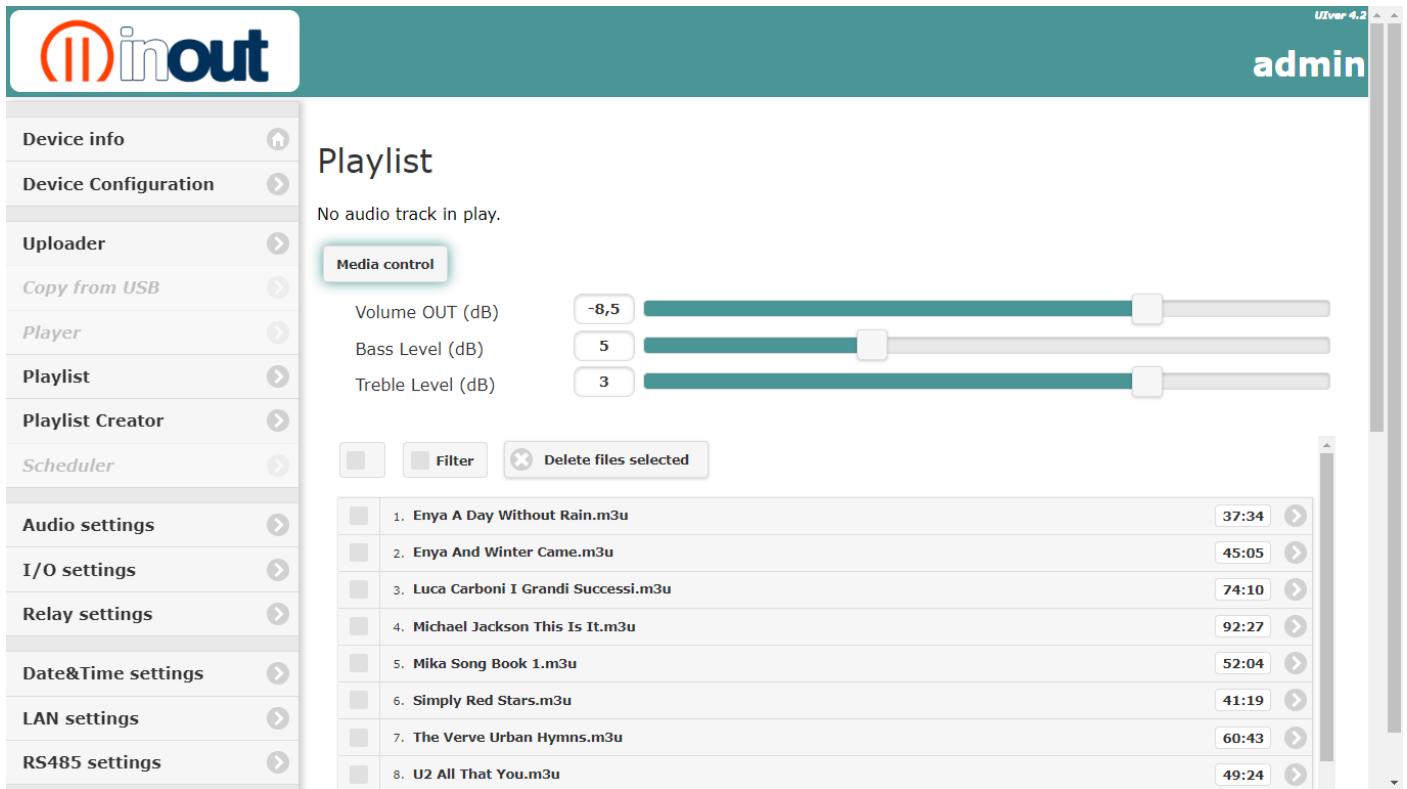 inout
UIver 4.2
admin
Device info
Device Configuration
Uploader
Copy from USB
Player
Playlist
Playlist Creator
Scheduler
Audio settings
I/O settings
Relay settings
Date&Time settings
LAN settings
RS485 settings
Playlist
No audio track in play.
Media control
Volume OUT (dB) -8,5
Bass Level (dB) 5
Treble Level (dB) 3
Filter Delete files selected
1. Enya A Day Without Rain.m3u 37:34
2. Enya And Winter Came.m3u 45:05
3. Luca Carboni I Grandi Successi.m3u 74:10
4. Michael Jackson This Is It.m3u 92:27
5. Mika Song Book 1.m3u 52:04
6. Simply Red Stars.m3u 41:19
7. The Verve Urban Hymns.m3u 60:43
8. U2 All That You.m3u 49:24